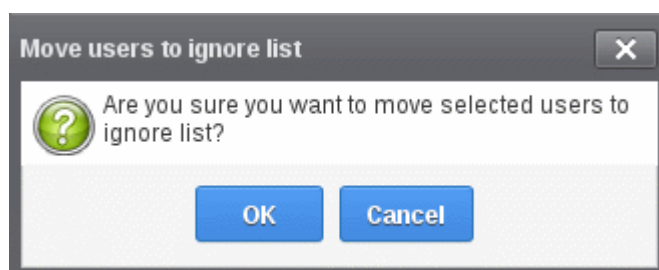 Move users to ignore list
Are you sure you want to move selected users to
ignore list?
OK
Cancel